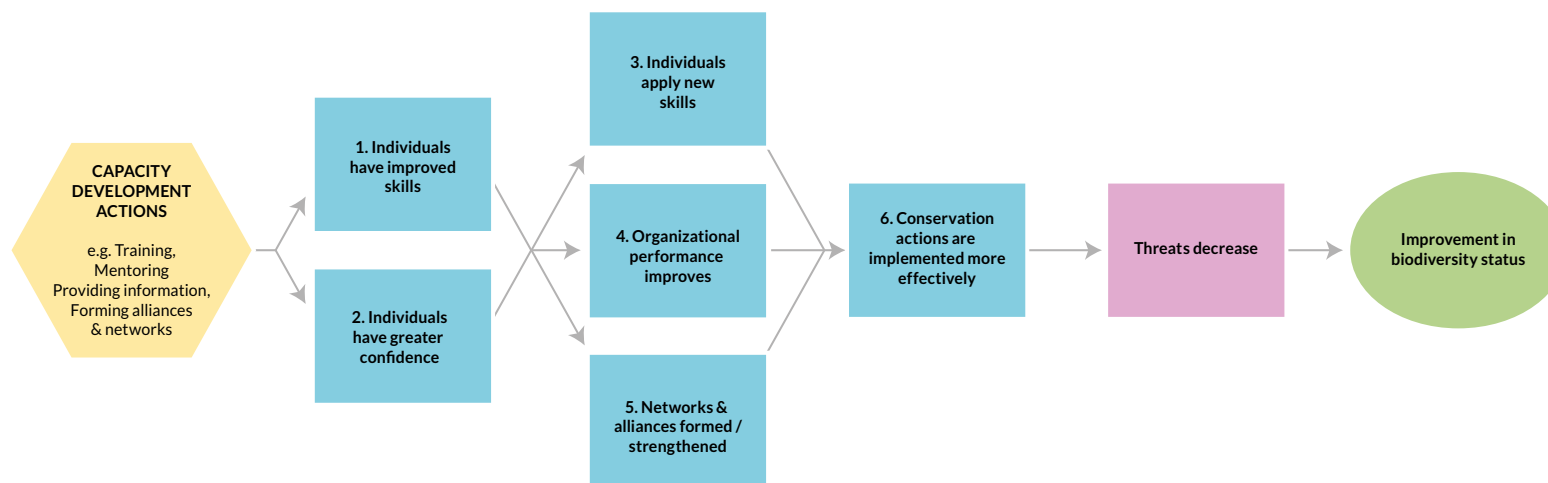 CAPACITY
DEVELOPMENT
ACTIONS
e.g. Training,
Mentoring
Providing information,
Forming alliances
& networks
1. Individuals
have improved
skills
2. Individuals
have greater
confidence
3. Individuals
apply new
skills
4. Organizational
performance
improves
5. Networks &
alliances formed /
strengthened
6. Conservation
actions are
implemented more
effectively
Threats decrease
Improvement in
biodiversity status